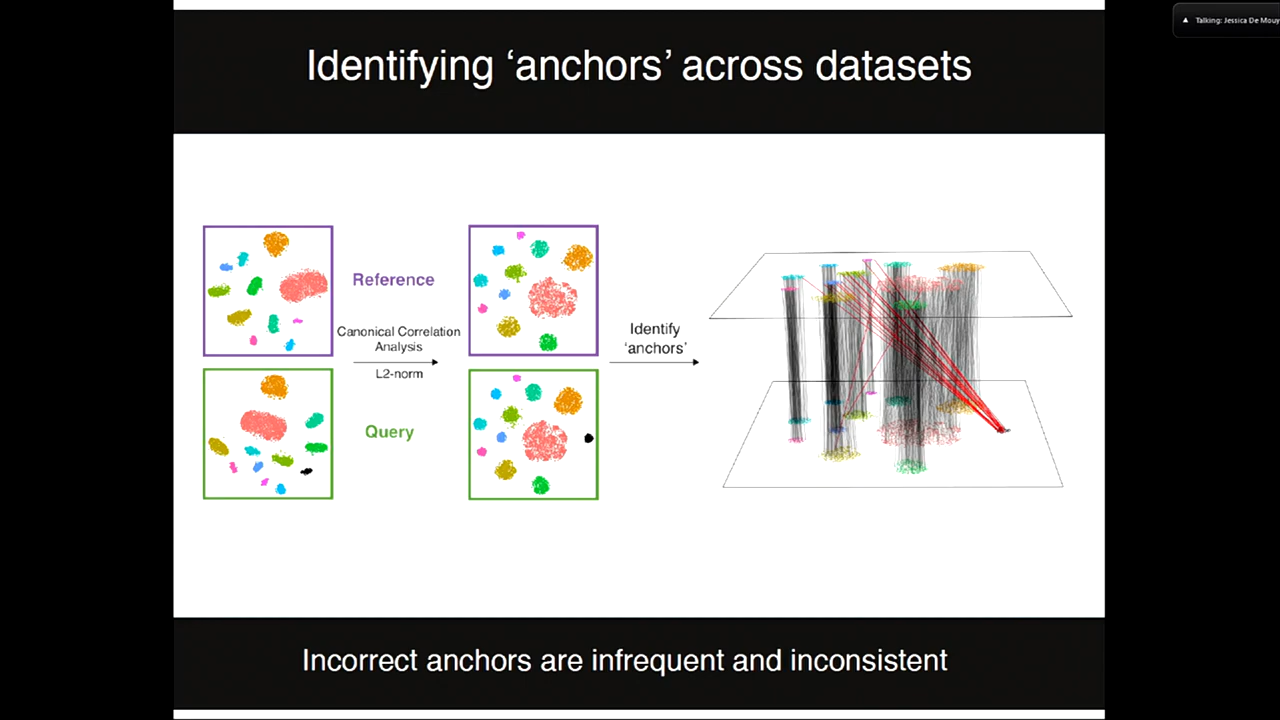 Talking: Jessica De Mouy
Identifying ‘anchors’ across datasets
Reference
Canonical Correlation
Analysis
L2-norm
Query
Identify
‘anchors’
Incorrect anchors are infrequent and inconsistent